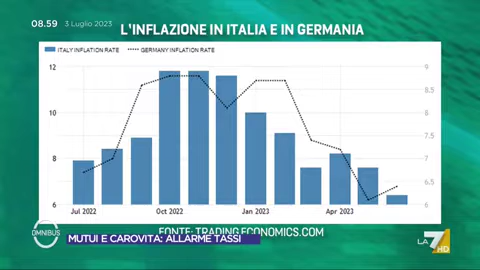 08.59 3 Luglio 2023
L'INFLAZIONE IN ITALIA E IN GERMANIA
ITALY INFLATION RATE GERMANY INFLATION RATE
12 9
8.5
10 8
7.5
8 7
6.5
6 6
Jul 2022 Oct 2022 Jan 2023 Apr 2023
FONTE: TRADING ECONOMICS.COM
OMNIBUS
MUTUI E CAROVITA: ALLARME TASSI
LA 7 HD